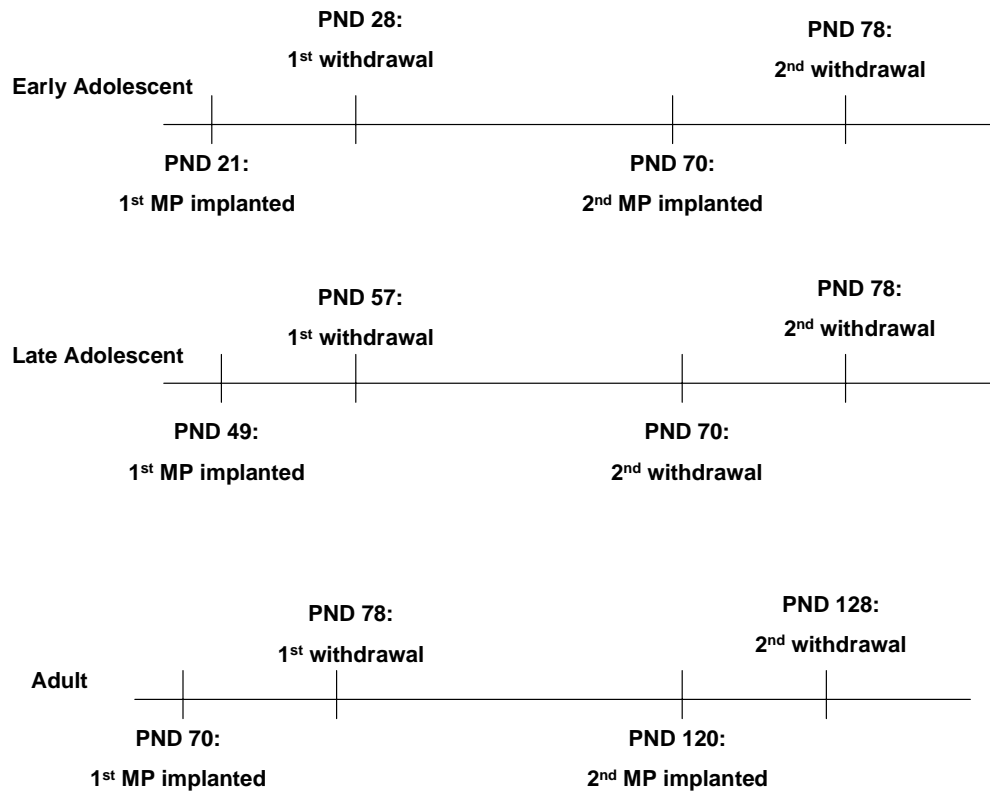 PND 28:
1st withdrawal
PND 78:
2nd withdrawal
Early Adolescent
PND 21:
1st MP implanted
PND 70:
2nd MP implanted
PND 57:
1st withdrawal
PND 78:
2nd withdrawal
Late Adolescent
PND 49:
1st MP implanted
PND 70:
2nd withdrawal
PND 78:
1st withdrawal
PND 128:
2nd withdrawal
Adult
PND 70:
1st MP implanted
PND 120:
2nd MP implanted